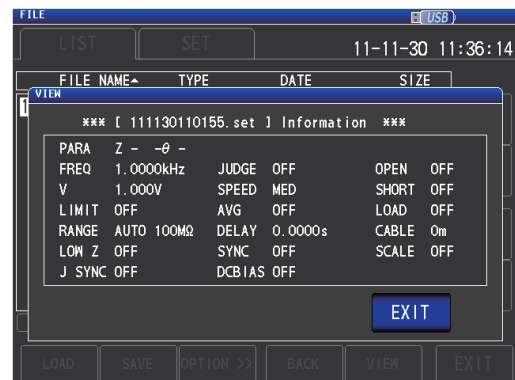 FILE
USB
LIST SET 11-11-30 11:36:14
FILE NAME▲ TYPE DATE SIZE
VIEW
1
*** [ 111130110155.set ] Information ***
PARA Z - -θ -
FREQ 1.0000kHz JUDGE OFF OPEN OFF
V 1.000V SPEED MED SHORT OFF
LIMIT OFF AVG OFF LOAD OFF
RANGE AUTO 100MΩ DELAY 0.0000s CABLE 0m
LOW Z OFF SYNC OFF SCALE OFF
J SYNC OFF DCBIAS OFF
EXIT
LOAD SAVE OPTION >> BACK VIEW EXIT